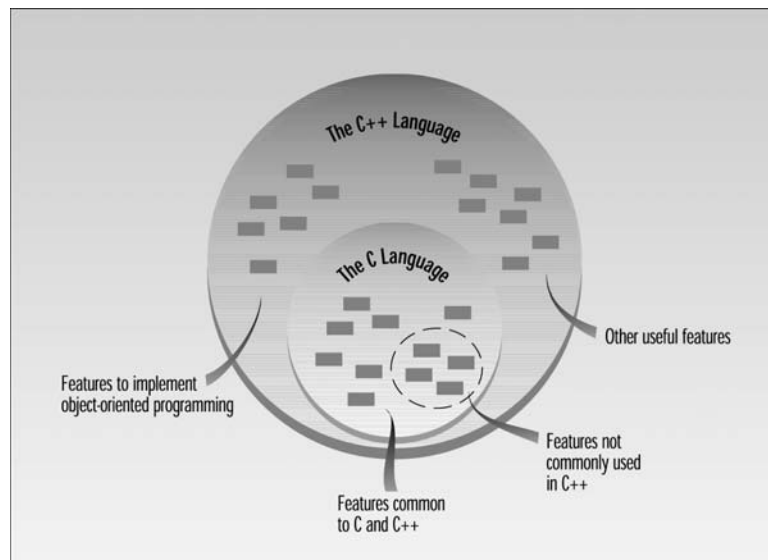 The C++ Language
The C Language
Other useful features
Features to implement
object-oriented programming
Features not
commonly used
in C++
Features common
to C and C++